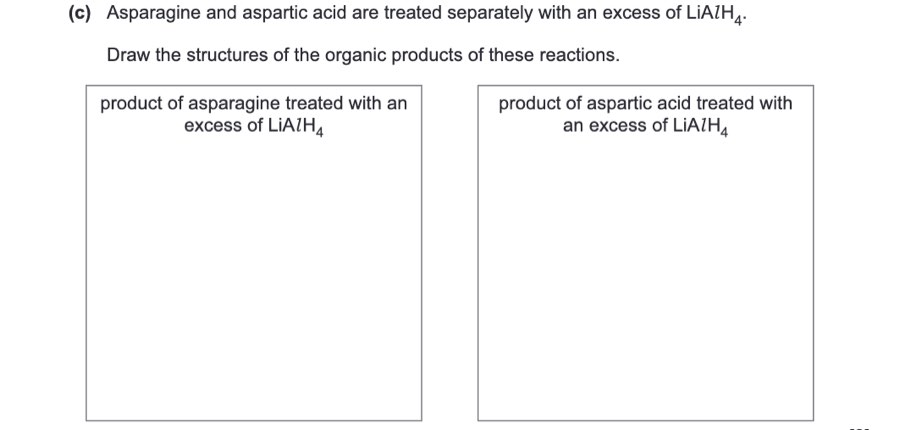 (c) Asparagine and aspartic acid are treated separately with an excess of LiAlH₄.
Draw the structures of the organic products of these reactions.
product of asparagine treated with an
excess of LiAlH₄
product of aspartic acid treated with
an excess of LiAlH₄